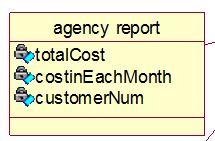 agency report
totalCost
costinEachMonth
customerNum